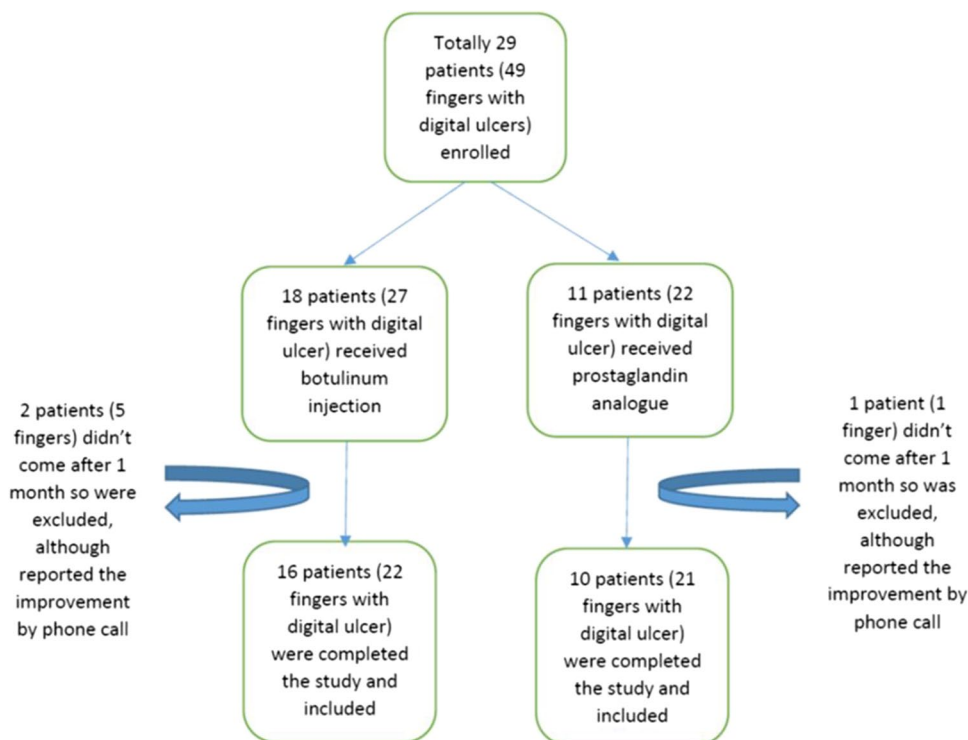 Totally 29
patients (49
fingers with
digital ulcers)
enrolled
18 patients (27
fingers with digital
ulcer) received
botulinum
injection
11 patients (22
fingers with digital
ulcer) received
prostaglandin
analogue
2 patients (5
fingers) didn’t
come after 1
month so were
excluded,
although
reported the
improvement
by phone call
1 patient (1
finger) didn’t
come after 1
month so was
excluded,
although
reported the
improvement by
phone call
16 patients (22
fingers with
digital ulcer)
were completed
the study and
included
10 patients (21
fingers with
digital ulcer)
were completed
the study and
included